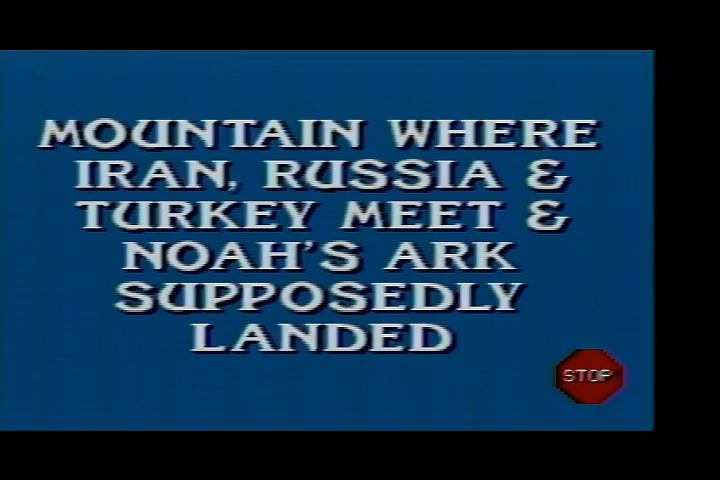 MOUNTAIN WHERE
IRAN, RUSSIA &
TURKEY MEET &
NOAH'S ARK
SUPPOSEDLY
LANDED
STOP